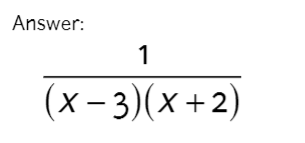 Answer:
1
(x – 3)(x + 2)